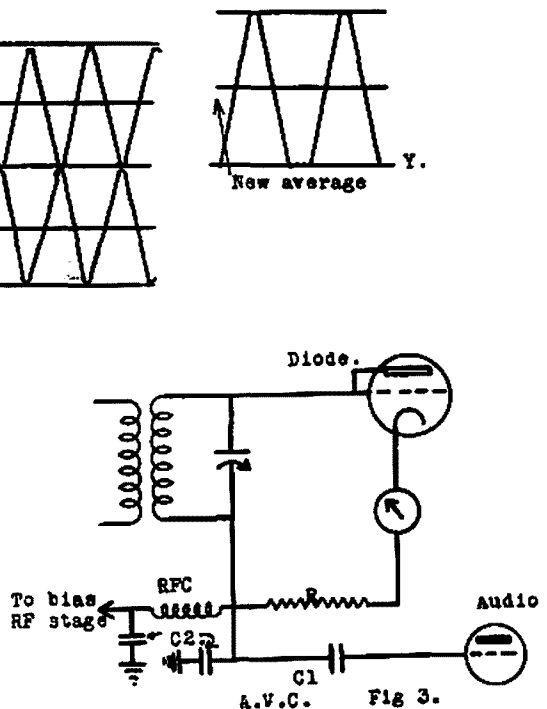 Y.
New average
Diode.
RFC
R
To bias
RF stage
C2
Audio
C1
A.V.C. Fig 3.